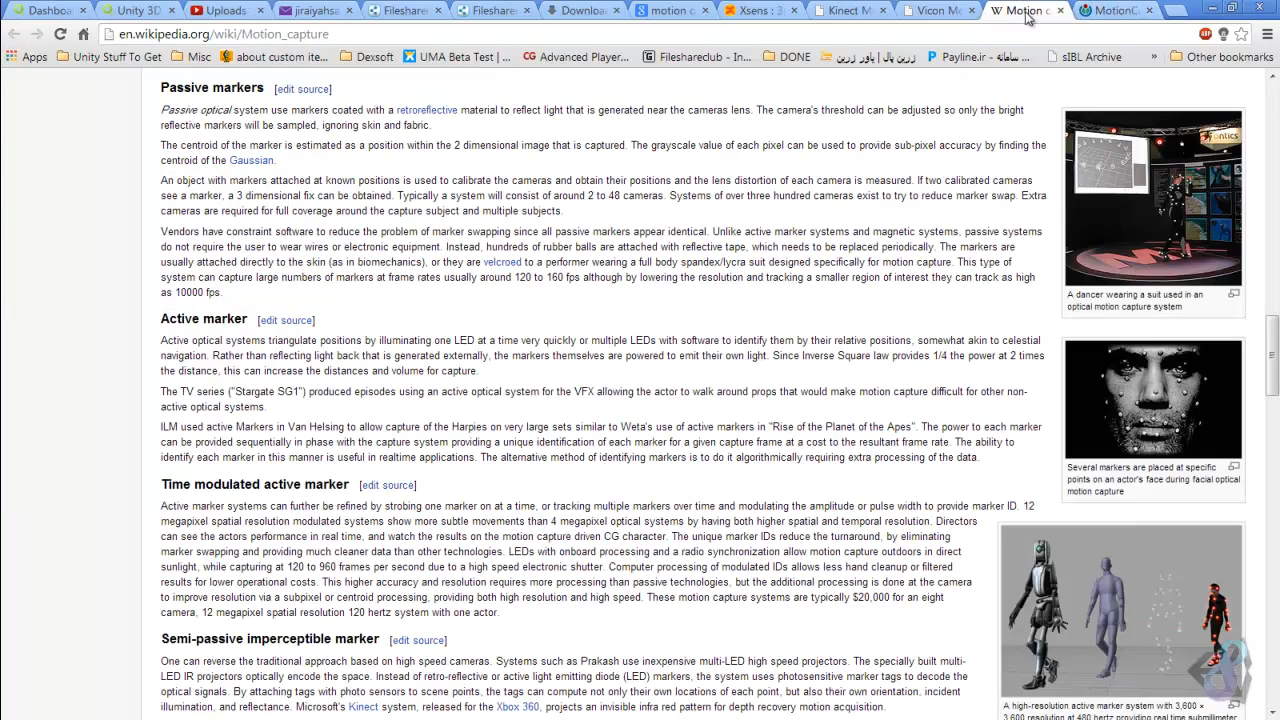 Dashboa
Unity 3D
Uploads
jiraiyahsa
Fileshare
Fileshare
Downloa
motion c
Xsens : 3
Kinect M
Vicon M
Motion c
MotionC
en.wikipedia.org/wiki/Motion_capture
Apps
Unity Stuff To Get
Misc
about custom ite...
Dexsoft
UMA Beta Test | ...
Advanced Player...
Fileshareclub - In...
DONE
زرین پال | پاور زرین
Payline.ir - سامانه ...
sIBL Archive
»
Other bookmarks
Passive markers [edit source]
Passive optical system use markers coated with a retroreflective material to reflect light that is generated near the cameras lens. The camera's threshold can be adjusted so only the bright
reflective markers will be sampled, ignoring skin and fabric.
The centroid of the marker is estimated as a position within the 2 dimensional image that is captured. The grayscale value of each pixel can be used to provide sub-pixel accuracy by finding the
centroid of the Gaussian.
An object with markers attached at known positions is used to calibrate the cameras and obtain their positions and the lens distortion of each camera is measured. If two calibrated cameras
see a marker, a 3 dimensional fix can be obtained. Typically a system will consist of around 2 to 48 cameras. Systems of over three hundred cameras exist to try to reduce marker swap. Extra
cameras are required for full coverage around the capture subject and multiple subjects.
Vendors have constraint software to reduce the problem of marker swapping since all passive markers appear identical. Unlike active marker systems and magnetic systems, passive systems
do not require the user to wear wires or electronic equipment. Instead, hundreds of rubber balls are attached with reflective tape, which needs to be replaced periodically. The markers are
usually attached directly to the skin (as in biomechanics), or they are velcroed to a performer wearing a full body spandex/lycra suit designed specifically for motion capture. This type of
system can capture large numbers of markers at frame rates usually around 120 to 160 fps although by lowering the resolution and tracking a smaller region of interest they can track as high
as 10000 fps.
A dancer wearing a suit used in an
optical motion capture system
Active marker [edit source]
Active optical systems triangulate positions by illuminating one LED at a time very quickly or multiple LEDs with software to identify them by their relative positions, somewhat akin to celestial
navigation. Rather than reflecting light back that is generated externally, the markers themselves are powered to emit their own light. Since Inverse Square law provides 1/4 the power at 2 times
the distance, this can increase the distances and volume for capture.
The TV series ("Stargate SG1") produced episodes using an active optical system for the VFX allowing the actor to walk around props that would make motion capture difficult for other non-
active optical systems.
ILM used active Markers in Van Helsing to allow capture of the Harpies on very large sets similar to Weta's use of active markers in "Rise of the Planet of the Apes". The power to each marker
can be provided sequentially in phase with the capture system providing a unique identification of each marker for a given capture frame at a cost to the resultant frame rate. The ability to
identify each marker in this manner is useful in realtime applications. The alternative method of identifying markers is to do it algorithmically requiring extra processing of the data.
Several markers are placed at specific
points on an actor's face during facial optical
motion capture
Time modulated active marker [edit source]
Active marker systems can further be refined by strobing one marker on at a time, or tracking multiple markers over time and modulating the amplitude or pulse width to provide marker ID. 12
megapixel spatial resolution modulated systems show more subtle movements than 4 megapixel optical systems by having both higher spatial and temporal resolution. Directors
can see the actors performance in real time, and watch the results on the motion capture driven CG character. The unique marker IDs reduce the turnaround, by eliminating
marker swapping and providing much cleaner data than other technologies. LEDs with onboard processing and a radio synchronization allow motion capture outdoors in direct
sunlight, while capturing at 120 to 960 frames per second due to a high speed electronic shutter. Computer processing of modulated IDs allows less hand cleanup or filtered
results for lower operational costs. This higher accuracy and resolution requires more processing than passive technologies, but the additional processing is done at the camera
to improve resolution via a subpixel or centroid processing, providing both high resolution and high speed. These motion capture systems are typically $20,000 for an eight
camera, 12 megapixel spatial resolution 120 hertz system with one actor.
Semi-passive imperceptible marker [edit source]
One can reverse the traditional approach based on high speed cameras. Systems such as Prakash use inexpensive multi-LED high speed projectors. The specially built multi-
LED IR projectors optically encode the space. Instead of retro-reflective or active light emitting diode (LED) markers, the system uses photosensitive marker tags to decode the
optical signals. By attaching tags with photo sensors to scene points, the tags can compute not only their own locations of each point, but also their own orientation, incident
illumination, and reflectance. Microsoft's Kinect system, released for the Xbox 360, projects an invisible infra red pattern for depth recovery motion acquisition.
A high-resolution active marker system with 3,600 ×
3,600 resolution at 480 hertz providing real time submillimeter